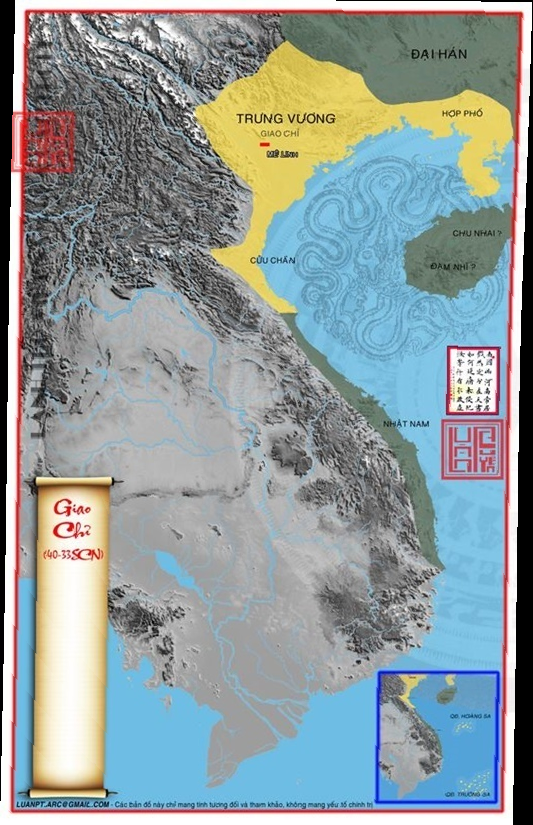 ĐẠI HÁN
HỢP PHỐ
TRƯNG VƯƠNG
GIAO CHỈ
MÊ LINH
CHU NHAI ?
ĐAM NHĨ ?
CỬU CHÂN
NHẬT NAM
Giao
Chỉ
(40-33SCN)
QĐ. HOÀNG SA
QĐ. TRƯỜNG SA
LUANPT.ARC@GMAIL.COM - Các bản đồ này chỉ mang tính tương đối và tham khảo, không mang yếu tố chính trị